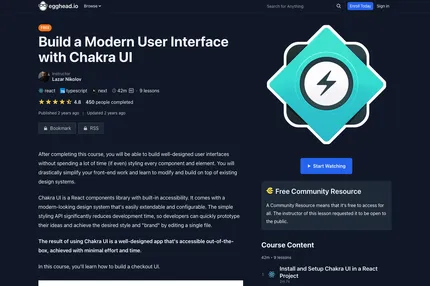 egghead.io
Browse
Search for Anything
Enroll Today
Sign in
FREE
Build a Modern User Interface
with Chakra UI
Instructor
Lazar Nikolov
react
typescript
next
42m
9 lessons
4.6
450 people completed
Published 2 years ago
Updated 2 years ago
Bookmark
RSS
After completing this course, you will be able to build well-designed user interfaces
without spending a lot of time (if even) styling every component and element. You will
drastically simplify your front-end work and learn to modify and build on top of existing
design systems.
Chakra UI is a React components library with built-in accessibility. It comes with a
modern-looking design system that's easily extendable and configurable. The simple
styling API significantly reduces development time, so developers can quickly prototype
their ideas and achieve the desired style and "brand" by editing a single file.
The result of using Chakra UI is a well-designed app that's accessible out-of-the-
box, achieved with minimal effort and time.
In this course, you'll learn how to build a checkout UI.
Start Watching
Free Community Resource
A Community Resource means that it's free to access for
all. The instructor of this lesson requested it to be open to
the public.
Course Content
42m • 9 lessons
Install and Setup Chakra UI in a React
Project